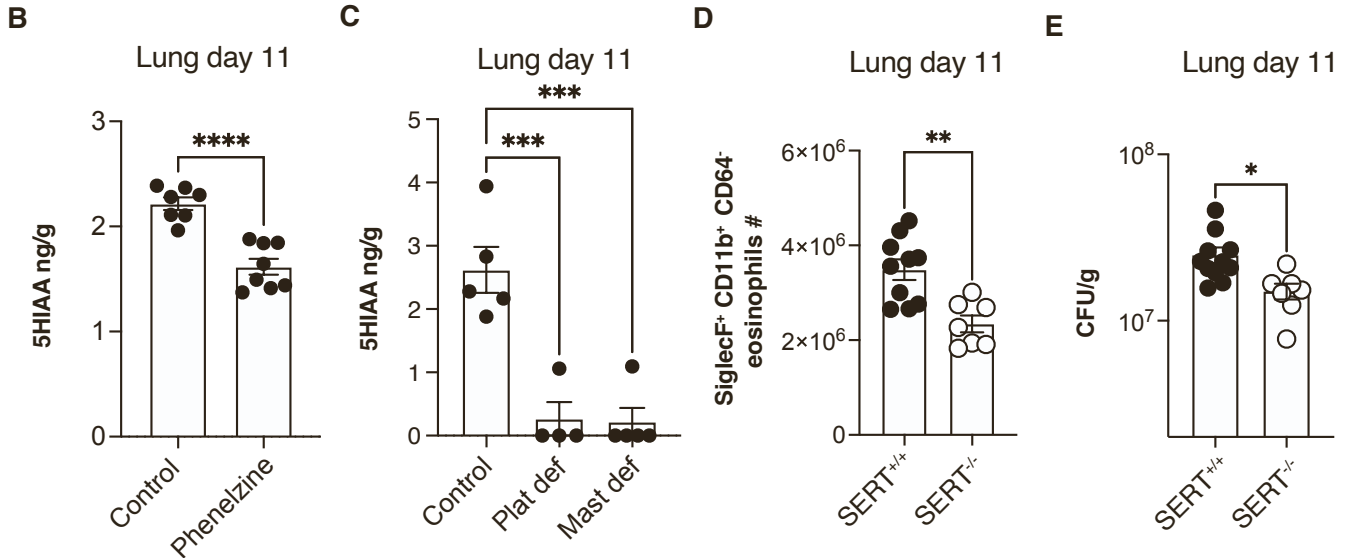 B
Lung day 11
3
2
1
0
5HIAA ng/g
****
Control
Phenelzine
C
Lung day 11
5
4
3
2
1
0
5HIAA ng/g
***
***
Control
Plat def
Mast def
D
Lung day 11
6×10⁶
4×10⁶
2×10⁶
0
SiglecF⁺ CD11b⁺ CD64⁻
eosinophils #
**
SERT⁺/⁺
SERT⁻/⁻
E
Lung day 11
10⁸
10⁷
CFU/g
*
SERT⁺/⁺
SERT⁻/⁻